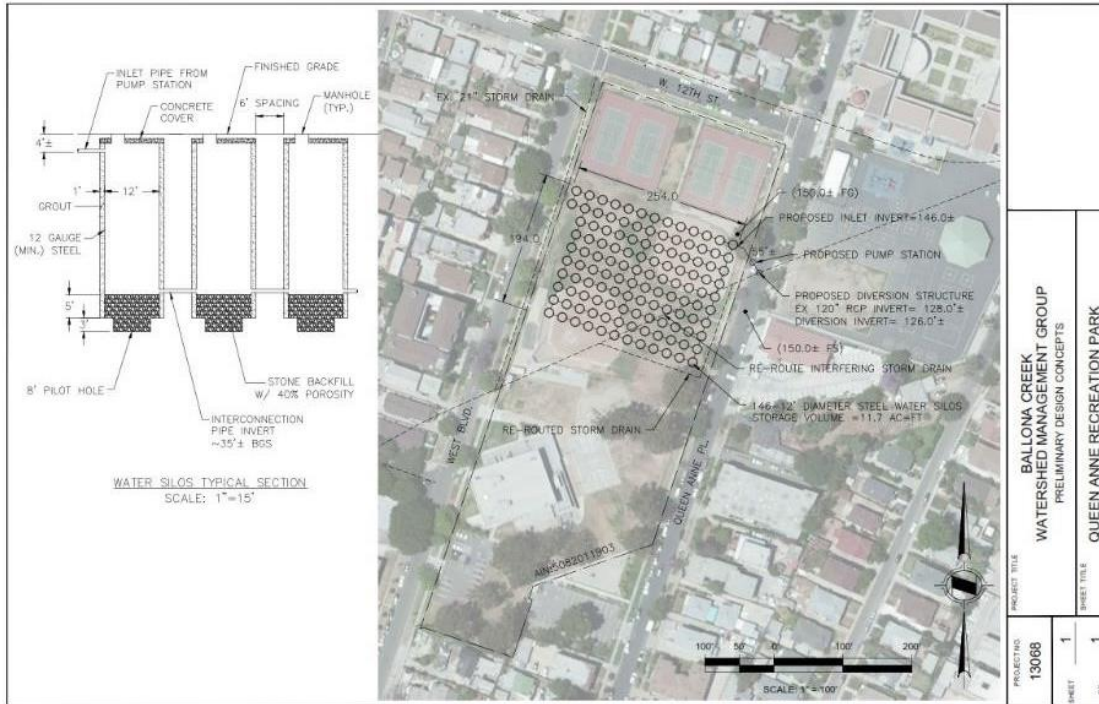 INLET PIPE FROM
PUMP STATION
CONCRETE
COVER
FINISHED GRADE
6' SPACING
MANHOLE
(TYP.)
4'±
1'
12'
GROUT
12 GAUGE
(MIN.) STEEL
5'
3'
8' PILOT HOLE
STONE BACKFILL
W/ 40% POROSITY
INTERCONNECTION
PIPE INVERT
~35'± BGS
WATER SILOS TYPICAL SECTION
SCALE: 1"=15'
EX. 21" STORM DRAIN
W. 12TH ST
254.0
194.0
(150.0± FG)
PROPOSED INLET INVERT=146.0±
55'±
PROPOSED PUMP STATION
PROPOSED DIVERSION STRUCTURE
EX 120" RCP INVERT= 128.0'±
DIVERSION INVERT= 126.0'±
(150.0± FS)
RE-ROUTE INTERFERING STORM DRAIN
146-12' DIAMETER STEEL WATER SILOS
STORAGE VOLUME =11.7 AC-FT
RE-ROUTED STORM DRAIN
WEST BLVD.
QUEEN ANNE PL.
AIN:5082011903
100' 50' 0' 100' 200'
SCALE: 1" = 100'
PROJECT TITLE
BALLONA CREEK
WATERSHED MANAGEMENT GROUP
PRELIMINARY DESIGN CONCEPTS
SHEET TITLE
QUEEN ANNE RECREATION PARK
PROJECT NO.
13068
SHEET
1
1